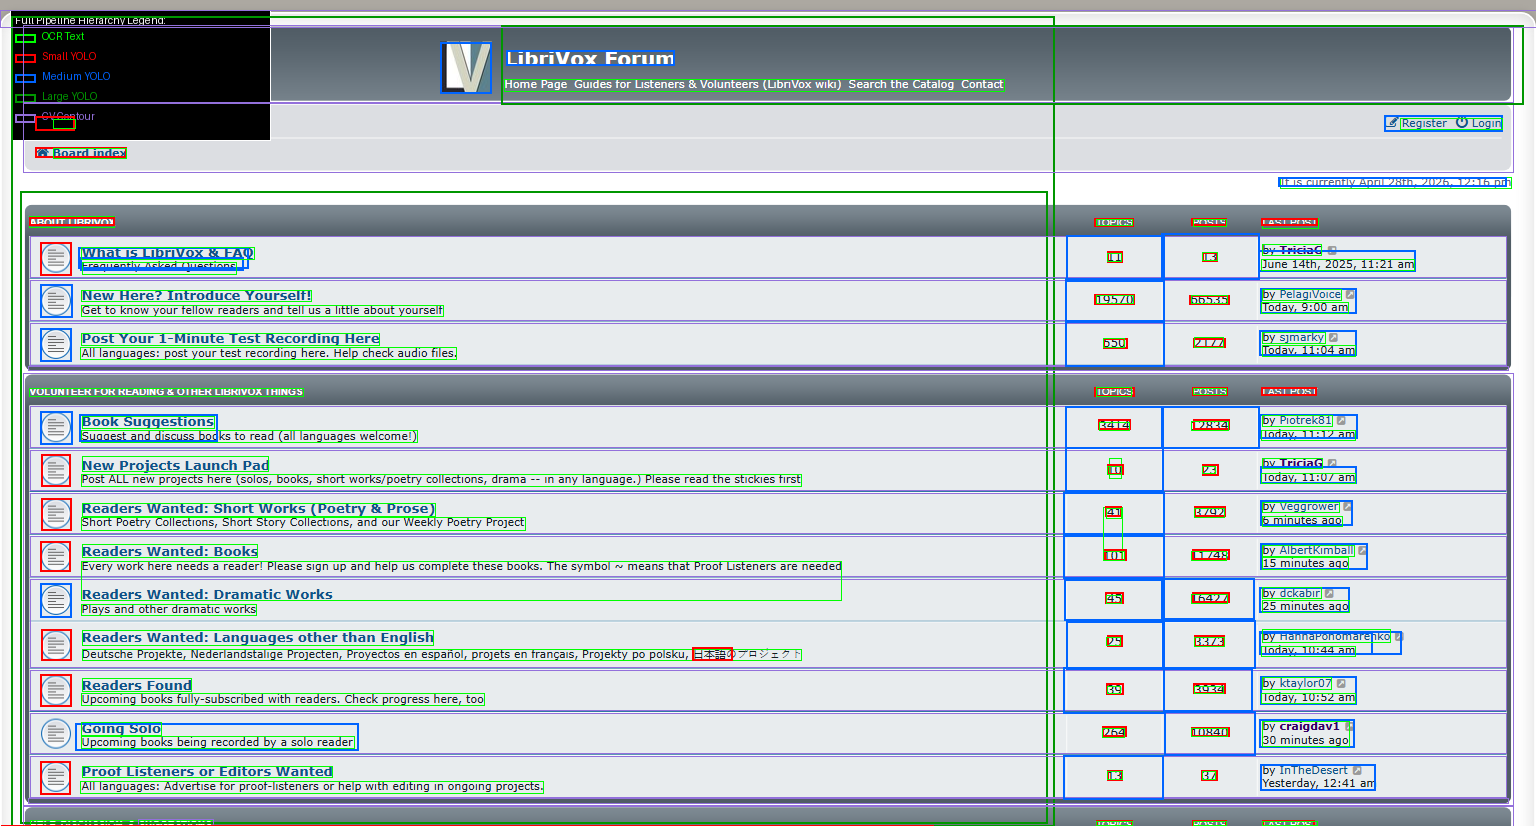 Full Pipeline Hierarchy Legend:
OCR Text
Small YOLO
Medium YOLO
Large YOLO
CV Contour
LibriVox Forum
Home Page Guides for Listeners & Volunteers (LibriVox wiki) Search the Catalog Contact
Register Login
Board index
It is currently April 28th, 2026, 12:16 pm
ABOUT LIBRIVOX TOPICS POSTS LAST POST
What is LibriVox & FAQ
Frequently Asked Questions
11 13
by TriciaG
June 14th, 2025, 11:21 am
New Here? Introduce Yourself!
Get to know your fellow readers and tell us a little about yourself
19570 66535
by PelagiVoice
Today, 9:00 am
Post Your 1-Minute Test Recording Here
All languages: post your test recording here. Help check audio files.
650 2177
by sjmarky
Today, 11:04 am
VOLUNTEER FOR READING & OTHER LIBRIVOX THINGS TOPICS POSTS LAST POST
Book Suggestions
Suggest and discuss books to read (all languages welcome!)
3414 12834
by Piotrek81
Today, 11:12 am
New Projects Launch Pad
Post ALL new projects here (solos, books, short works/poetry collections, drama -- in any language.) Please read the stickies first
10 23
by TriciaG
Today, 11:07 am
Readers Wanted: Short Works (Poetry & Prose)
Short Poetry Collections, Short Story Collections, and our Weekly Poetry Project
41 3792
by Veggrower
6 minutes ago
Readers Wanted: Books
Every work here needs a reader! Please sign up and help us complete these books. The symbol ~ means that Proof Listeners are needed
101 11748
by AlbertKimball
15 minutes ago
Readers Wanted: Dramatic Works
Plays and other dramatic works
45 16427
by dckabir
25 minutes ago
Readers Wanted: Languages other than English
Deutsche Projekte, Nederlandstalige Projecten, Proyectos en español, projets en français, Projekty po polsku, 日本語のプロジェクト
25 3373
by HannaPonomarenko
Today, 10:44 am
Readers Found
Upcoming books fully-subscribed with readers. Check progress here, too
39 3934
by ktaylor07
Today, 10:52 am
Going Solo
Upcoming books being recorded by a solo reader
264 10840
by craigdav1
30 minutes ago
Proof Listeners or Editors Wanted
All languages: Advertise for proof-listeners or help with editing in ongoing projects.
13 37
by InTheDesert
Yesterday, 12:41 am
TOPICS POSTS LAST POST